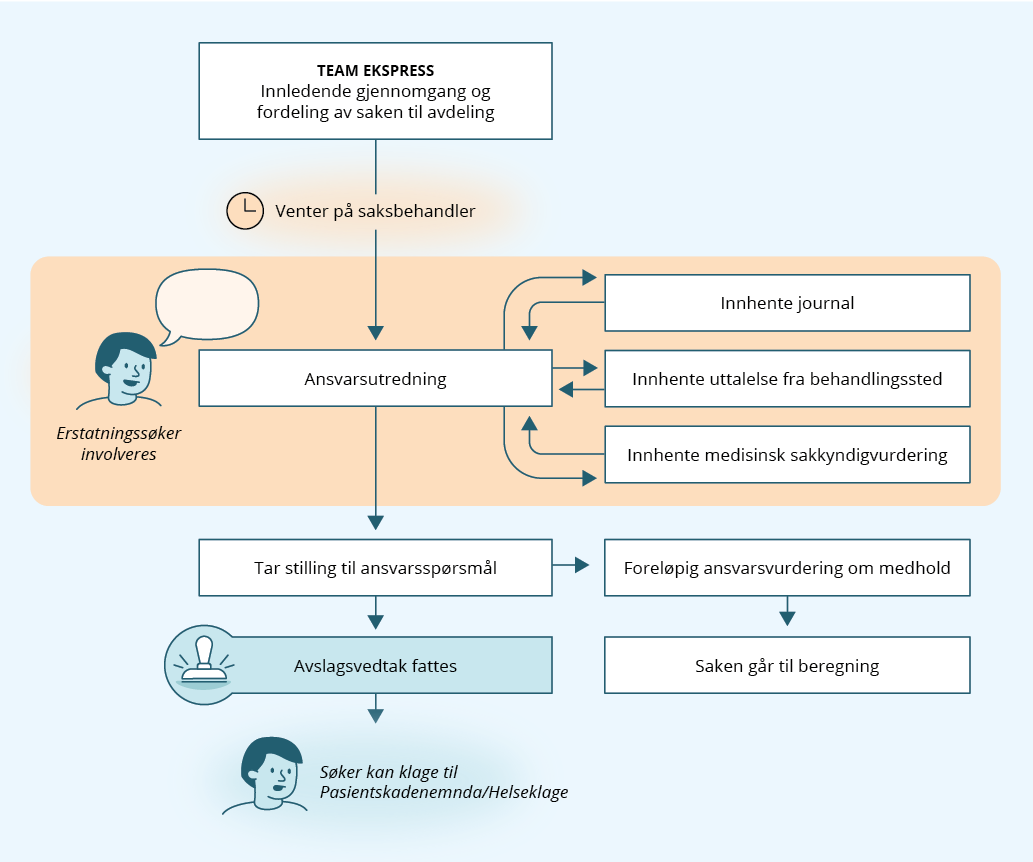 TEAM EKSPRESS
Innledende gjennomgang og
fordeling av saken til avdeling
Venter på saksbehandler
Innhente journal
Ansvarsutredning
Innhente uttalelse fra behandlingssted
Erstatningssøker
involveres
Innhente medisinsk sakkyndigvurdering
Tar stilling til ansvarsspørsmål
Foreløpig ansvarsvurdering om medhold
Avslagsvedtak fattes
Saken går til beregning
Søker kan klage til
Pasientskadenemnda/Helseklage